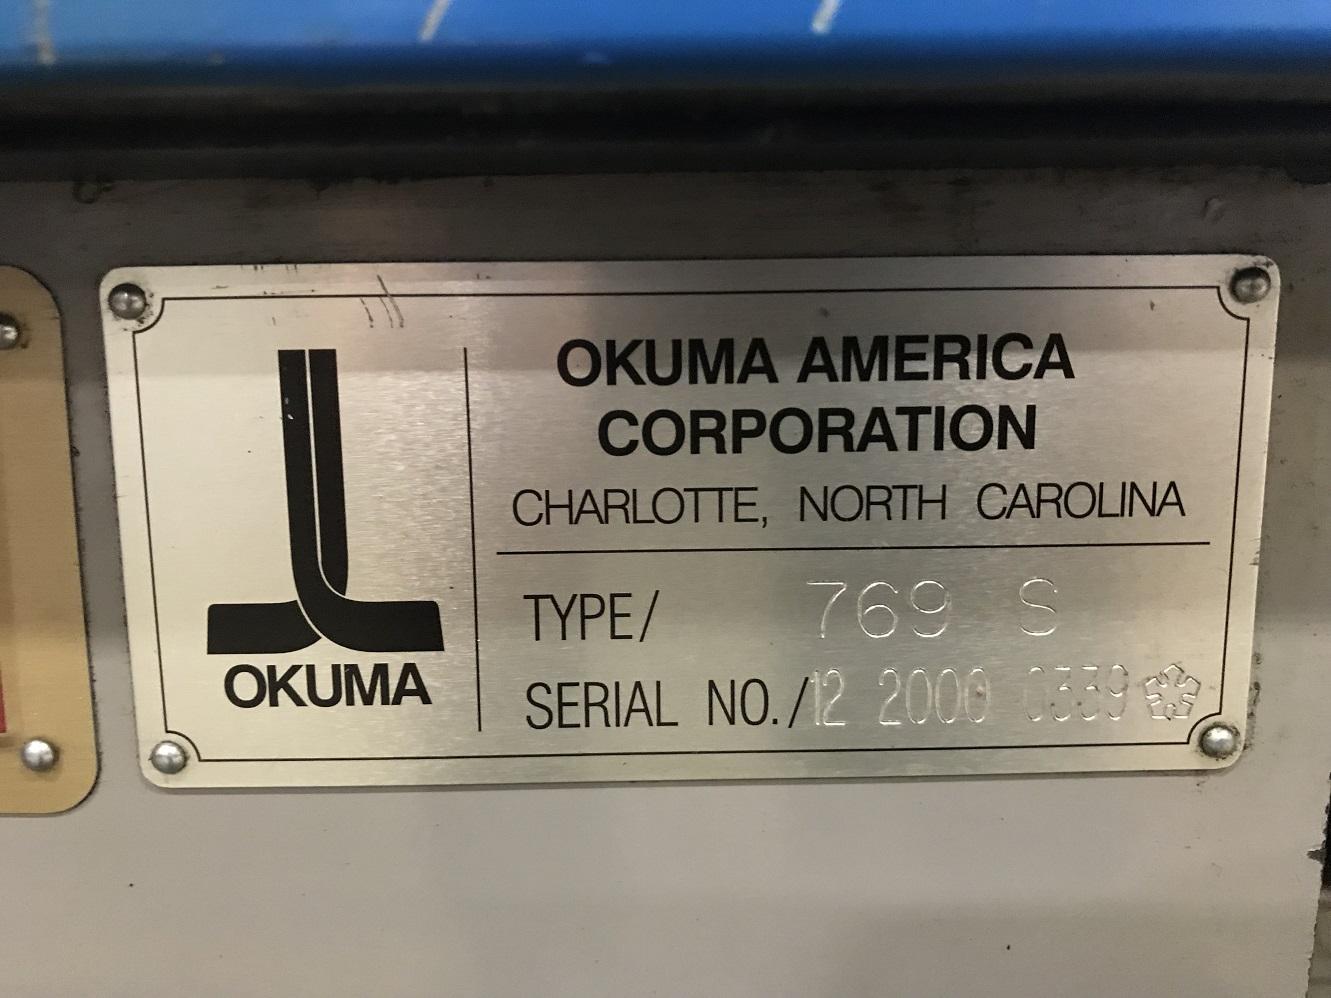 OKUMA
OKUMA AMERICA
CORPORATION
CHARLOTTE, NORTH CAROLINA
TYPE/ 769 S
SERIAL NO./12 2000 0339